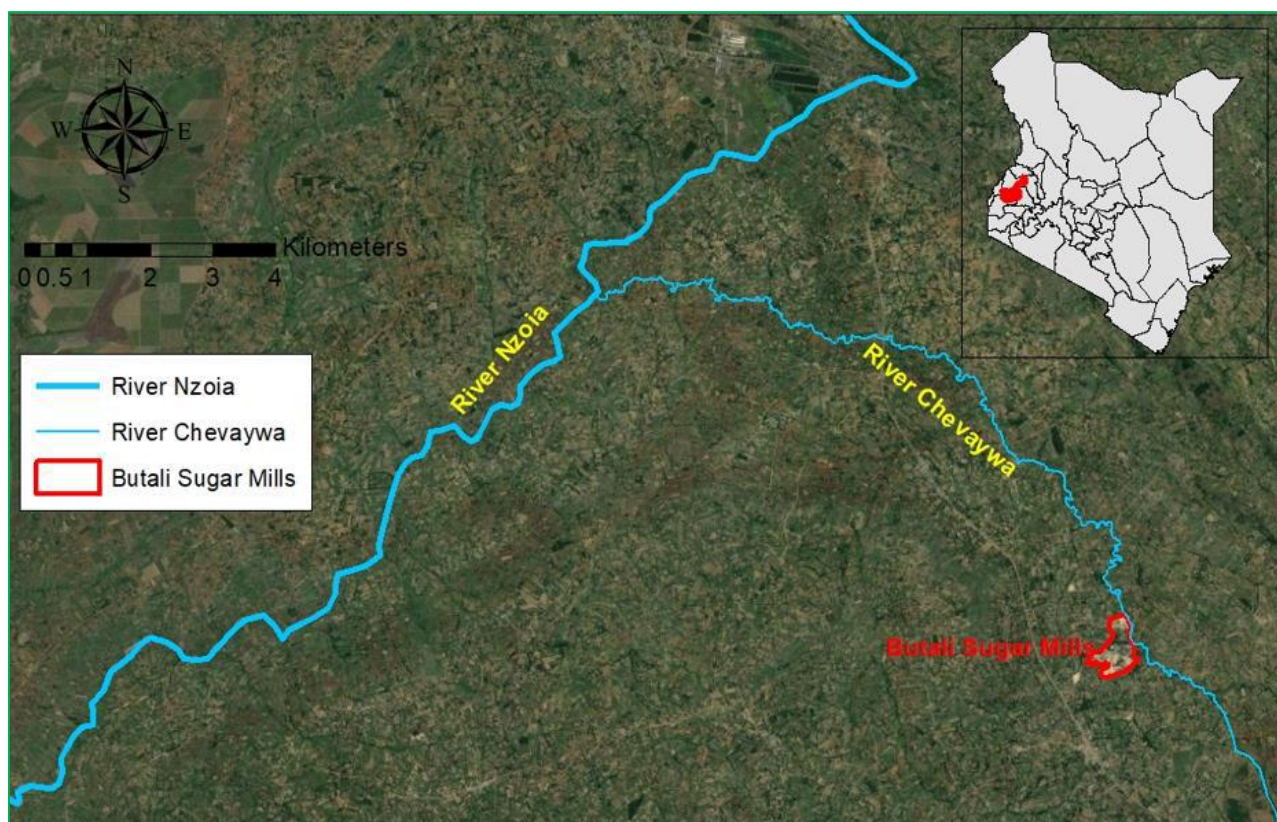 N
W E
S
Kilometers
0 0.5 1 2 3 4
River Nzoia
River Chevaywa
Butali Sugar Mills
River Nzoia
River Chevaywa
Butali Sugar Mills